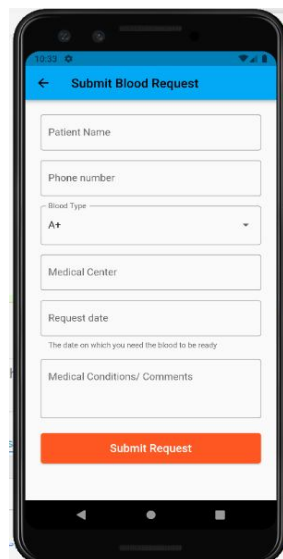 10:33
Submit Blood Request
Patient Name
Phone number
Blood Type
A+
Medical Center
Request date
The date on which you need the blood to be ready
Medical Conditions/ Comments
Submit Request